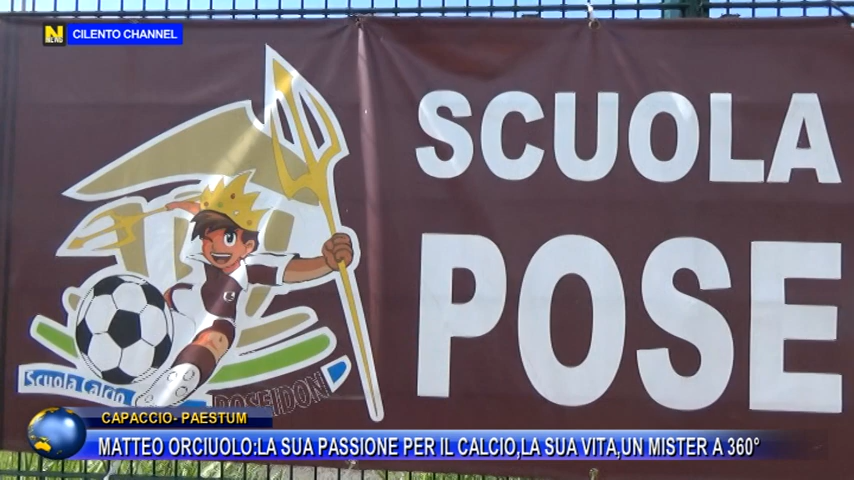 CILENTO CHANNEL
SCUOLA
POSE
Scuola Calcio
POSEIDON
CAPACCIO- PAESTUM
MATTEO ORCIUOLO:LA SUA PASSIONE PER IL CALCIO,LA SUA VITA,UN MISTER A 360°